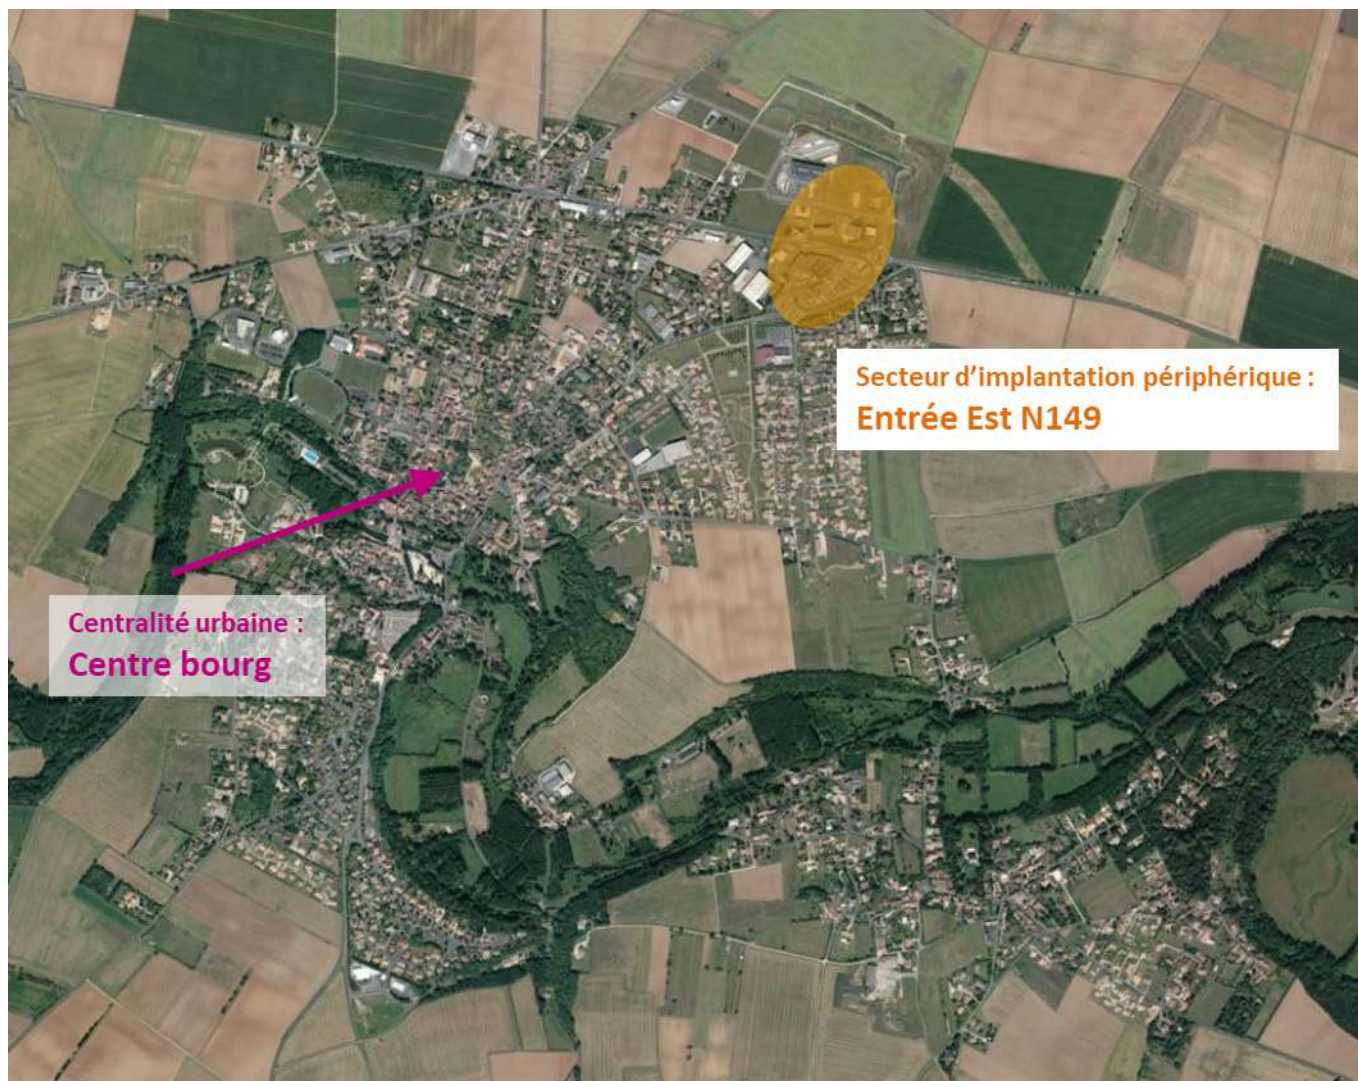 Secteur d’implantation périphérique :
Entrée Est N149
Centralité urbaine :
Centre bourg